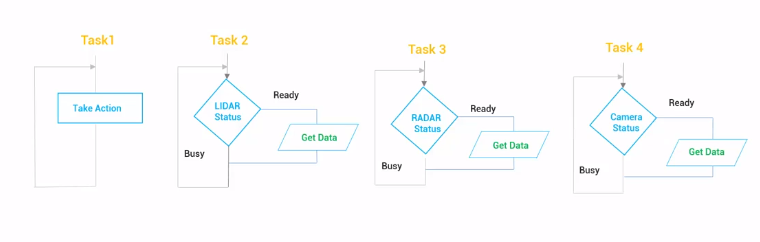 Task1
Take Action
Task 2
LIDAR
Status
Ready
Get Data
Busy
Task 3
RADAR
Status
Ready
Get Data
Busy
Task 4
Camera
Status
Ready
Get Data
Busy